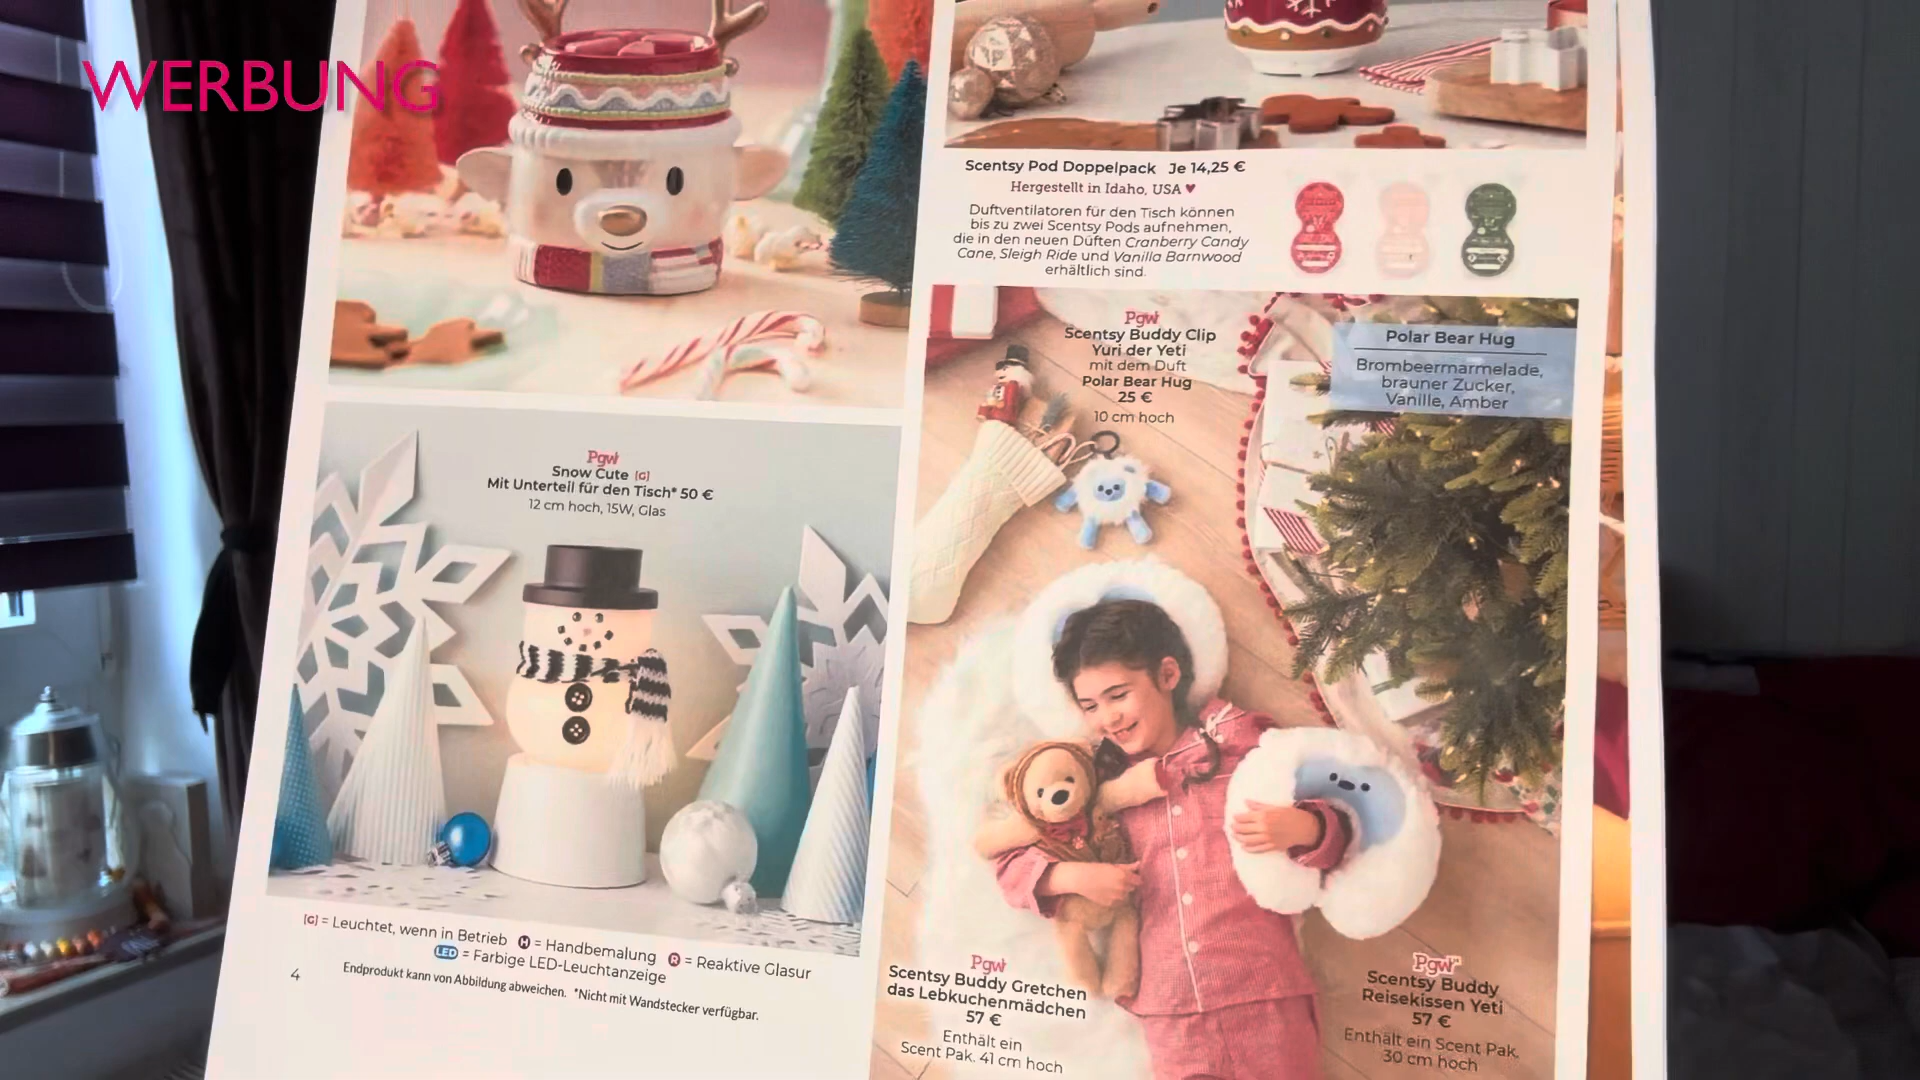 WERBUNG
Scentsy Pod Doppelpack Je 14,25 €
Hergestellt in Idaho, USA ♥
Duftventilatoren für den Tisch können
bis zu zwei Scentsy Pods aufnehmen,
die in den neuen Düften Cranberry Candy
Cane, Sleigh Ride und Vanilla Barnwood
erhältlich sind.
Pgw
Snow Cute [G]
Mit Unterteil für den Tisch* 50 €
12 cm hoch, 15W, Glas
[G] = Leuchtet, wenn in Betrieb H = Handbemalung R = Reaktive Glasur
LED = Farbige LED-Leuchtanzeige
4 Endprodukt kann von Abbildung abweichen. *Nicht mit Wandstecker verfügbar.
Pgw
Scentsy Buddy Clip
Yuri der Yeti
mit dem Duft
Polar Bear Hug
25 €
10 cm hoch
Polar Bear Hug
Brombeermarmelade,
brauner Zucker,
Vanille, Amber
Pgw
Scentsy Buddy Gretchen
das Lebkuchenmädchen
57 €
Enthält ein
Scent Pak. 41 cm hoch
Pgw
Scentsy Buddy
Reisekissen Yeti
57 €
Enthält ein Scent Pak.
30 cm hoch